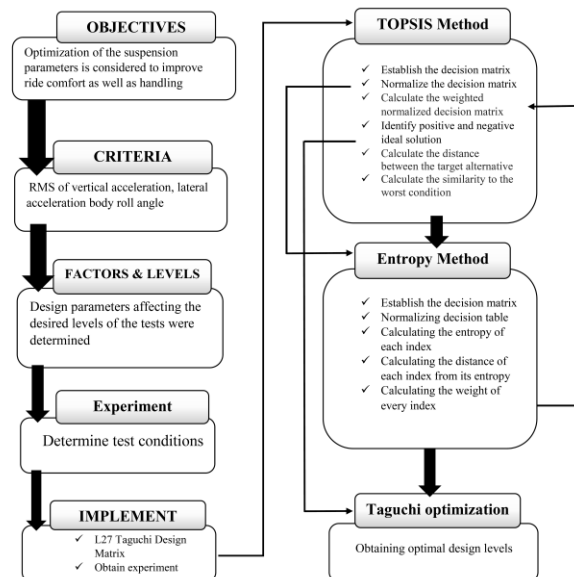 OBJECTIVES
Optimization of the suspension
parameters is considered to improve
ride comfort as well as handling
CRITERIA
RMS of vertical acceleration, lateral
acceleration body roll angle
FACTORS & LEVELS
Design parameters affecting the
desired levels of the tests were
determined
Experiment
Determine test conditions
IMPLEMENT
✓ L27 Taguchi Design
Matrix
✓ Obtain experiment
TOPSIS Method
✓ Establish the decision matrix
✓ Normalize the decision matrix
✓ Calculate the weighted
normalized decision matrix
✓ Identify positive and negative
ideal solution
✓ Calculate the distance
between the target alternative
✓ Calculate the similarity to the
worst condition
Entropy Method
✓ Establish the decision matrix
✓ Normalizing decision table
✓ Calculating the entropy of
each index
✓ Calculating the distance of
each index from its entropy
✓ Calculating the weight of
every index
Taguchi optimization
Obtaining optimal design levels